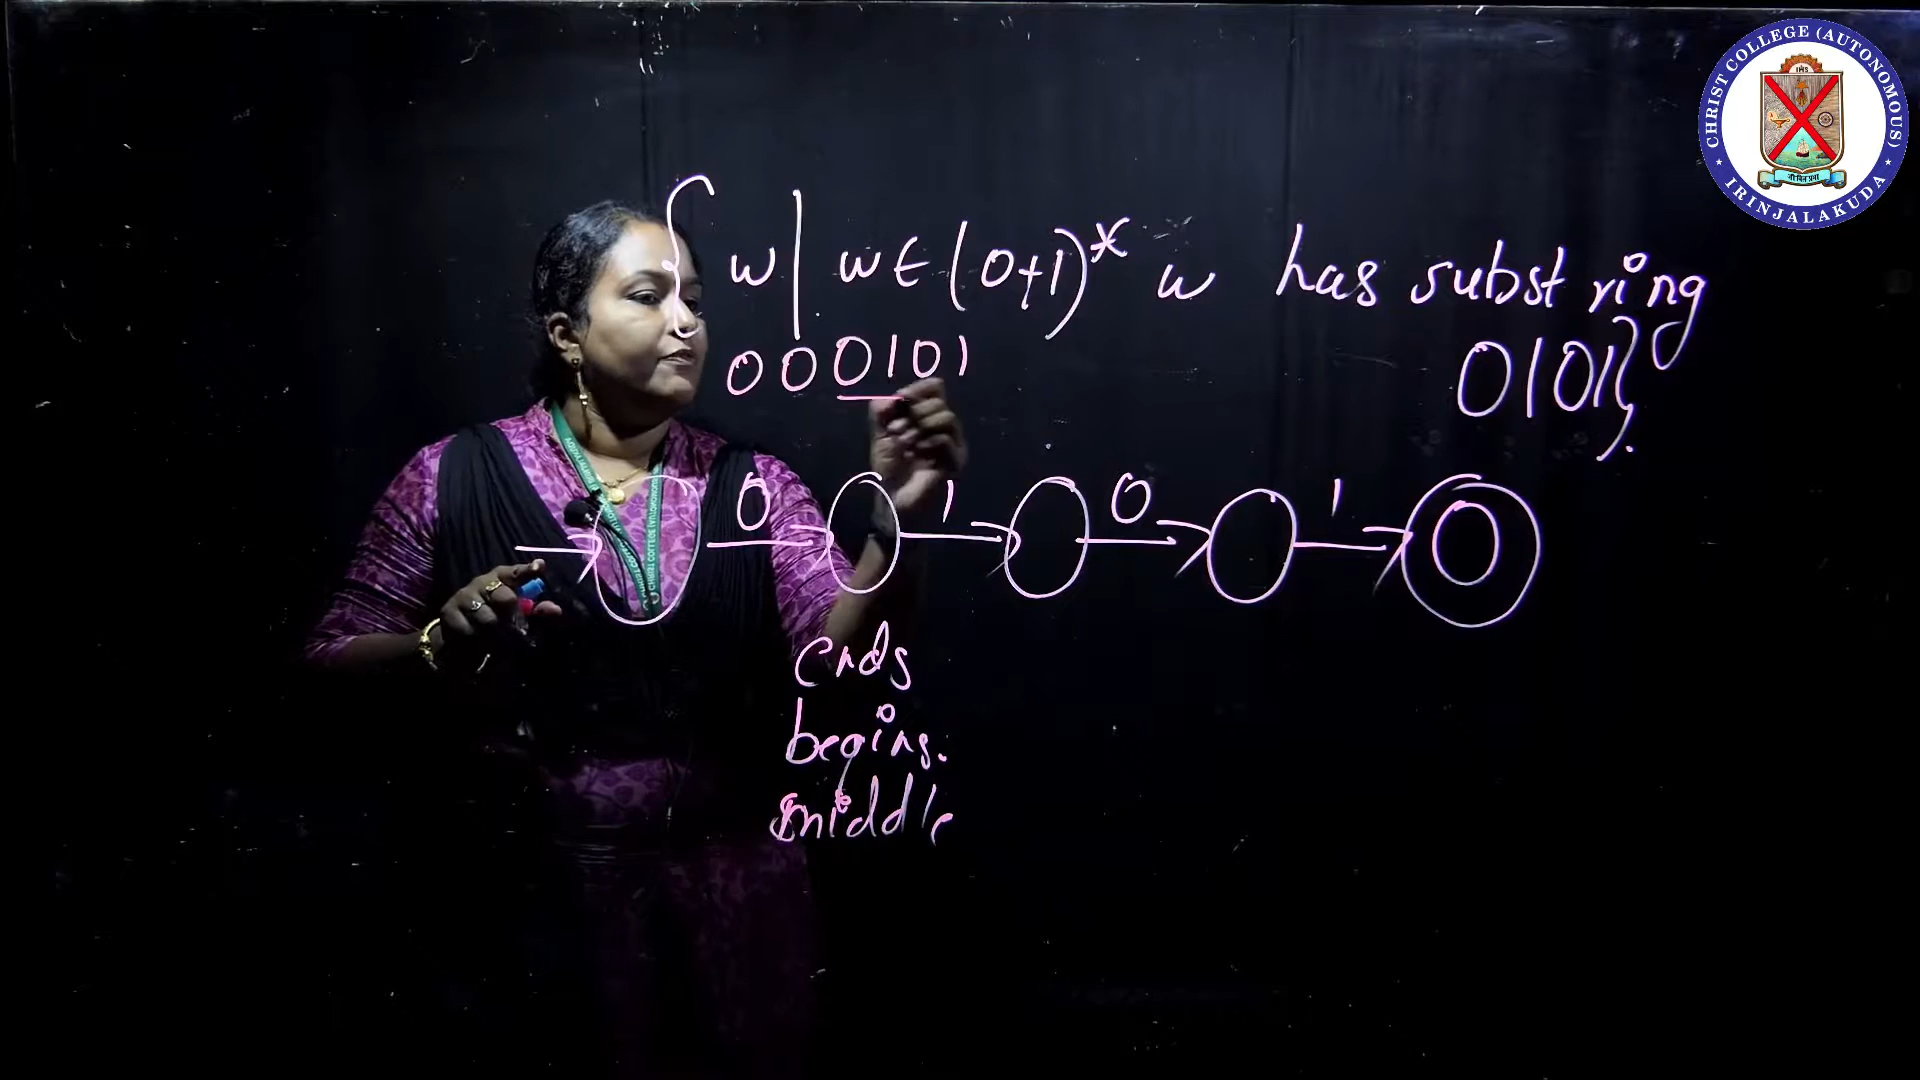 { w | w ∈ (0+1)* w has substring
0101}.
000101
0 1 0 1
ends
begins.
middle
CHRIST COLLEGE (AUTONOMOUS)
★ IRINJALAKUDA ★